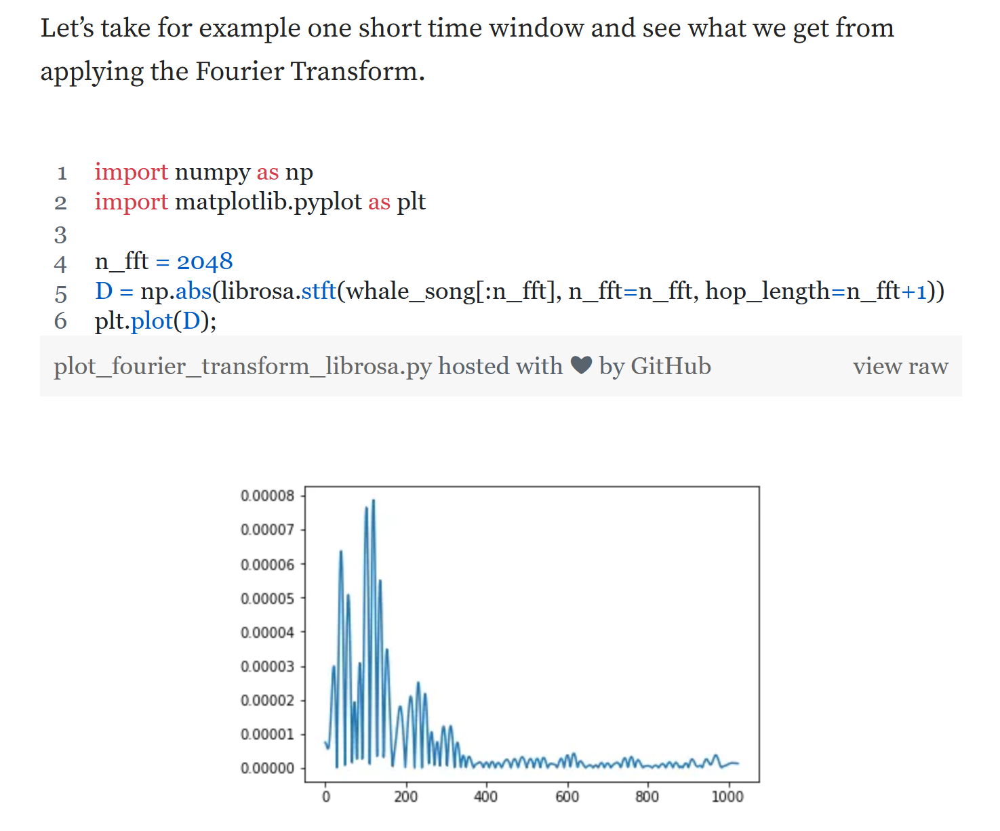 Let’s take for example one short time window and see what we get from
applying the Fourier Transform.
1 import numpy as np
2 import matplotlib.pyplot as plt
3
4 n_fft = 2048
5 D = np.abs(librosa.stft(whale_song[:n_fft], n_fft=n_fft, hop_length=n_fft+1))
6 plt.plot(D);
plot_fourier_transform_librosa.py hosted with ❤ by GitHub view raw
0.00008
0.00007
0.00006
0.00005
0.00004
0.00003
0.00002
0.00001
0.00000
0 200 400 600 800 1000